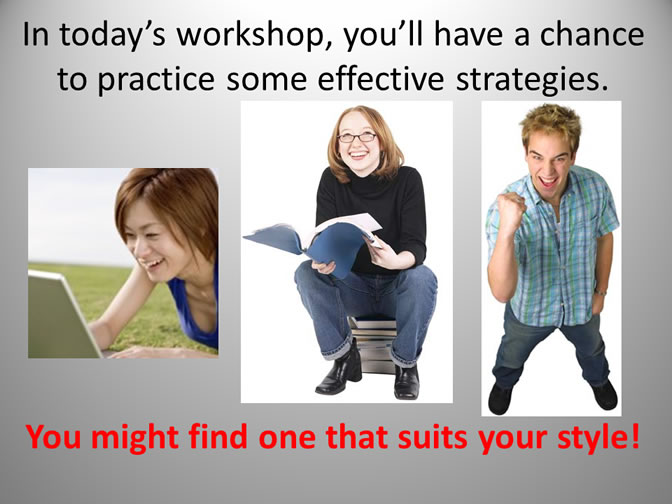 In today’s workshop, you’ll have a chance
to practice some effective strategies.
You might find one that suits your style!